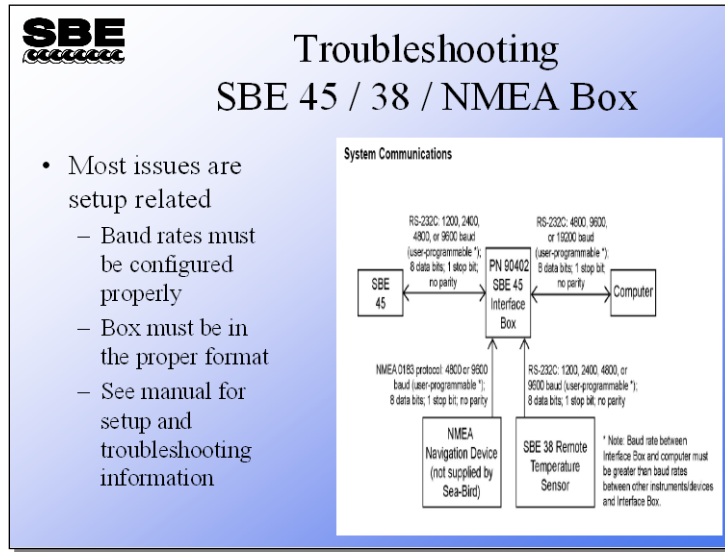 SBE
Troubleshooting
SBE 45 / 38 / NMEA Box
• Most issues are
setup related
– Baud rates must
be configured
properly
– Box must be in
the proper format
– See manual for
setup and
troubleshooting
information
System Communications
RS-232C: 1200, 2400,
4800, or 9600 baud
(user-programmable *);
8 data bits; 1 stop bit;
no parity
RS-232C: 4800, 9600,
or 19200 baud
(user-programmable *);
8 data bits; 1 stop bit;
no parity
SBE
45
PN 90402
SBE 45
Interface
Box
Computer
NMEA 0183 protocol: 4800 or 9600
baud (user-programmable *);
8 data bits; 1 stop bit; no parity
RS-232C: 1200, 2400, 4800, or
9600 baud (user-programmable *);
8 data bits; 1 stop bit; no parity
NMEA
Navigation Device
(not supplied by
Sea-Bird)
SBE 38 Remote
Temperature
Sensor
* Note: Baud rate between
Interface Box and computer must
be greater than baud rates
between other instruments/devices
and Interface Box.